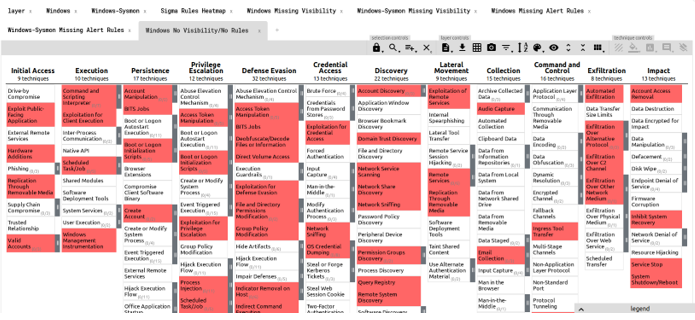 layer
Windows
Windows-Sysmon
Sigma Rules Heatmap
Windows Missing Visibility
Windows-Sysmon Missing Visibility
Windows Missing Alert Rules
Windows-Sysmon Missing Alert Rules
Windows No Visibility/No Rules
selection controls
layer controls
technique controls
Initial Access
9 techniques
Drive-by
Compromise
Exploit Public-
Facing
Application
External Remote
Services
Hardware
Additions
Phishing
Replication
Through
Removable Media
Supply Chain
Compromise
Trusted
Relationship
Valid
Accounts
Execution
10 techniques
Command and
Scripting
Interpreter
Exploitation for
Client Execution
Inter-Process
Communication
Native API
Scheduled
Task/Job
Shared Modules
Software
Deployment Tools
System Services
User Execution
Windows
Management
Instrumentation
Persistence
17 techniques
Account
Manipulation
BITS Jobs
Boot or Logon
Autostart
Execution
Boot or Logon
Initialization
Scripts
Browser
Extensions
Compromise
Client Software
Binary
Create
Account
Create or Modify
System
Process
Event Triggered
Execution
External Remote
Services
Hijack Execution
Flow
Office Application
Privilege
Escalation
12 techniques
Abuse Elevation
Control
Mechanism
Access Token
Manipulation
Boot or Logon
Autostart
Execution
Boot or Logon
Initialization
Scripts
Create or Modify
System
Process
Event Triggered
Execution
Exploitation for
Privilege
Escalation
Group Policy
Modification
Hijack Execution
Flow
Process
Injection
Scheduled
Task/Job
Defense Evasion
32 techniques
Abuse Elevation Control
Mechanism
Access Token
Manipulation
BITS Jobs
Deobfuscate/Decode
Files or Information
Direct Volume Access
Execution
Guardrails
Exploitation for Defense
Evasion
File and Directory
Permissions
Modification
Group Policy
Modification
Hide Artifacts
Hijack Execution
Flow
Impair Defenses
Indicator Removal on
Host
Indirect Command
Execution
Credential
Access
12 techniques
Brute Force
Credentials
from Password
Stores
Exploitation for
Credential
Access
Forced
Authentication
Input
Capture
Man-in-the-
Middle
Modify
Authentication
Process
Network
Sniffing
OS Credential
Dumping
Steal or Forge
Kerberos
Tickets
Steal Web
Session Cookie
Discovery
22 techniques
Account Discovery
Application Window
Discovery
Browser Bookmark
Discovery
Domain Trust Discovery
File and Directory
Discovery
Network Service
Scanning
Network Share
Discovery
Network Sniffing
Password Policy
Discovery
Peripheral Device
Discovery
Permission Groups
Discovery
Process Discovery
Query Registry
Remote System
Discovery
Lateral
Movement
9 techniques
Exploitation of
Remote
Services
Internal
Spearphishing
Lateral Tool
Transfer
Remote Service
Session
Hijacking
Remote
Services
Replication
Through
Removable
Media
Software
Deployment
Tools
Taint Shared
Content
Use Alternate
Authentication
Material
Collection
15 techniques
Archive Collected
Data
Audio Capture
Automated
Collection
Clipboard Data
Data from
Information
Repositories
Data from Local
System
Data from
Network Shared
Drive
Data from
Removable
Media
Data Staged
Email
Collection
Input Capture
Man in the
Browser
Man-in-the-
Middle
Command and
Control
16 techniques
Application Layer
Protocol
Communication
Through
Removable
Media
Data
Encoding
Data
Obfuscation
Dynamic
Resolution
Encrypted
Channel
Fallback
Channels
Ingress Tool
Transfer
Multi-Stage
Channels
Non-Application
Layer Protocol
Non-Standard
Port
Protocol
Tunneling
Exfiltration
8 techniques
Automated
Exfiltration
Data Transfer
Size Limits
Exfiltration
Over
Alternative
Protocol
Exfiltration
Over C2
Channel
Exfiltration
Over Other
Network
Medium
Exfiltration
Over Physical
Medium
Exfiltration
Over Web
Service
Scheduled
Transfer
Impact
13 techniques
Account Access
Removal
Data Destruction
Data Encrypted for
Impact
Data
Manipulation
Defacement
Disk Wipe
Endpoint Denial of
Service
Firmware
Corruption
Inhibit System
Recovery
Network Denial of
Service
Resource Hijacking
Service Stop
System
Shutdown/Reboot
legend